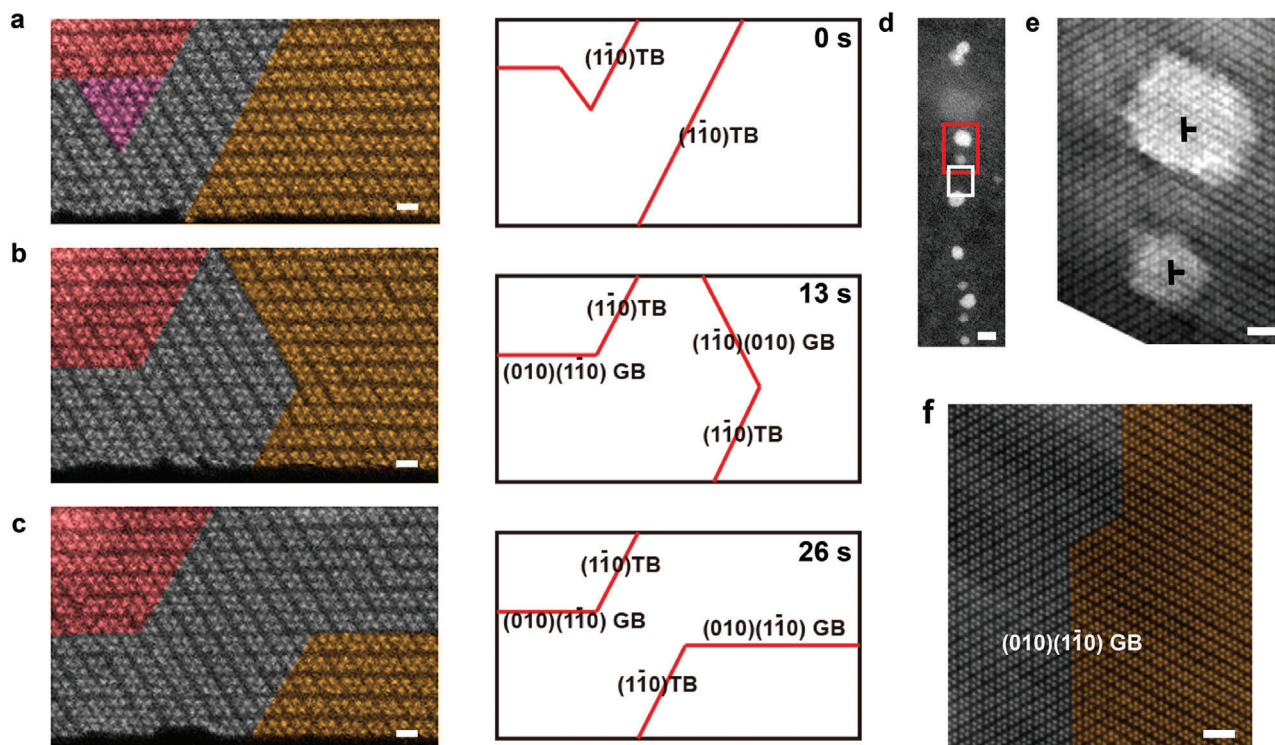 a
(11̅0)TB
0 s
(11̅0)TB
b
(11̅0)TB
13 s
(11̅0)(010) GB
(010)(11̅0) GB
(11̅0)TB
c
(11̅0)TB
26 s
(010)(11̅0) GB
(010)(11̅0) GB
(11̅0)TB
d
e
f
(010)(11̅0) GB